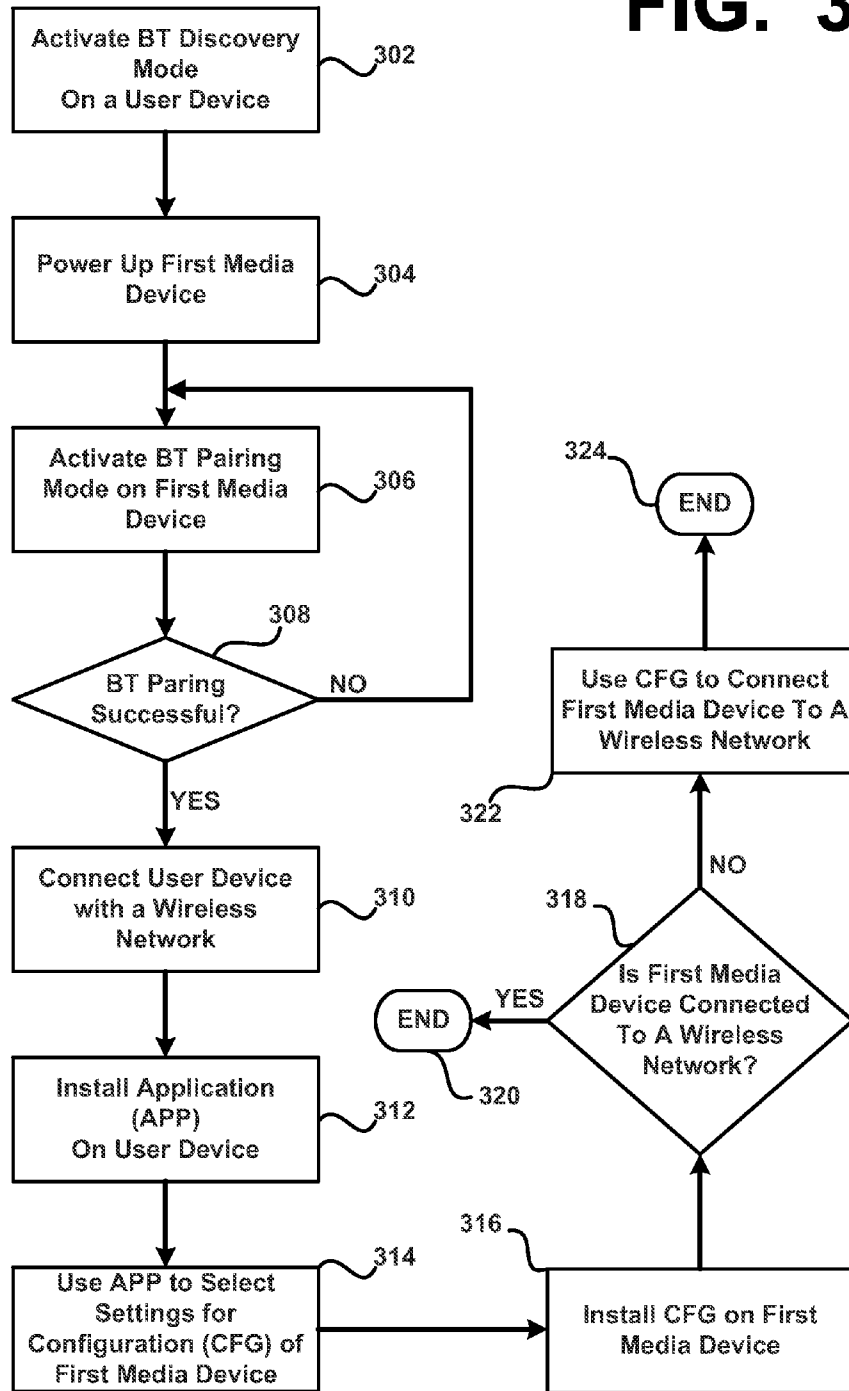 FIG. 3
Activate BT Discovery
Mode
On a User Device
302
Power Up First Media
Device
304
Activate BT Pairing
Mode on First Media
Device
306
308
BT Paring
Successful?
NO
YES
Connect User Device
with a Wireless
Network
310
Install Application
(APP)
On User Device
312
Use APP to Select
Settings for
Configuration (CFG) of
First Media Device
314
316
Install CFG on First
Media Device
318
Is First Media
Device Connected
To A Wireless
Network?
YES
END
320
NO
Use CFG to Connect
First Media Device To A
Wireless Network
322
324
END